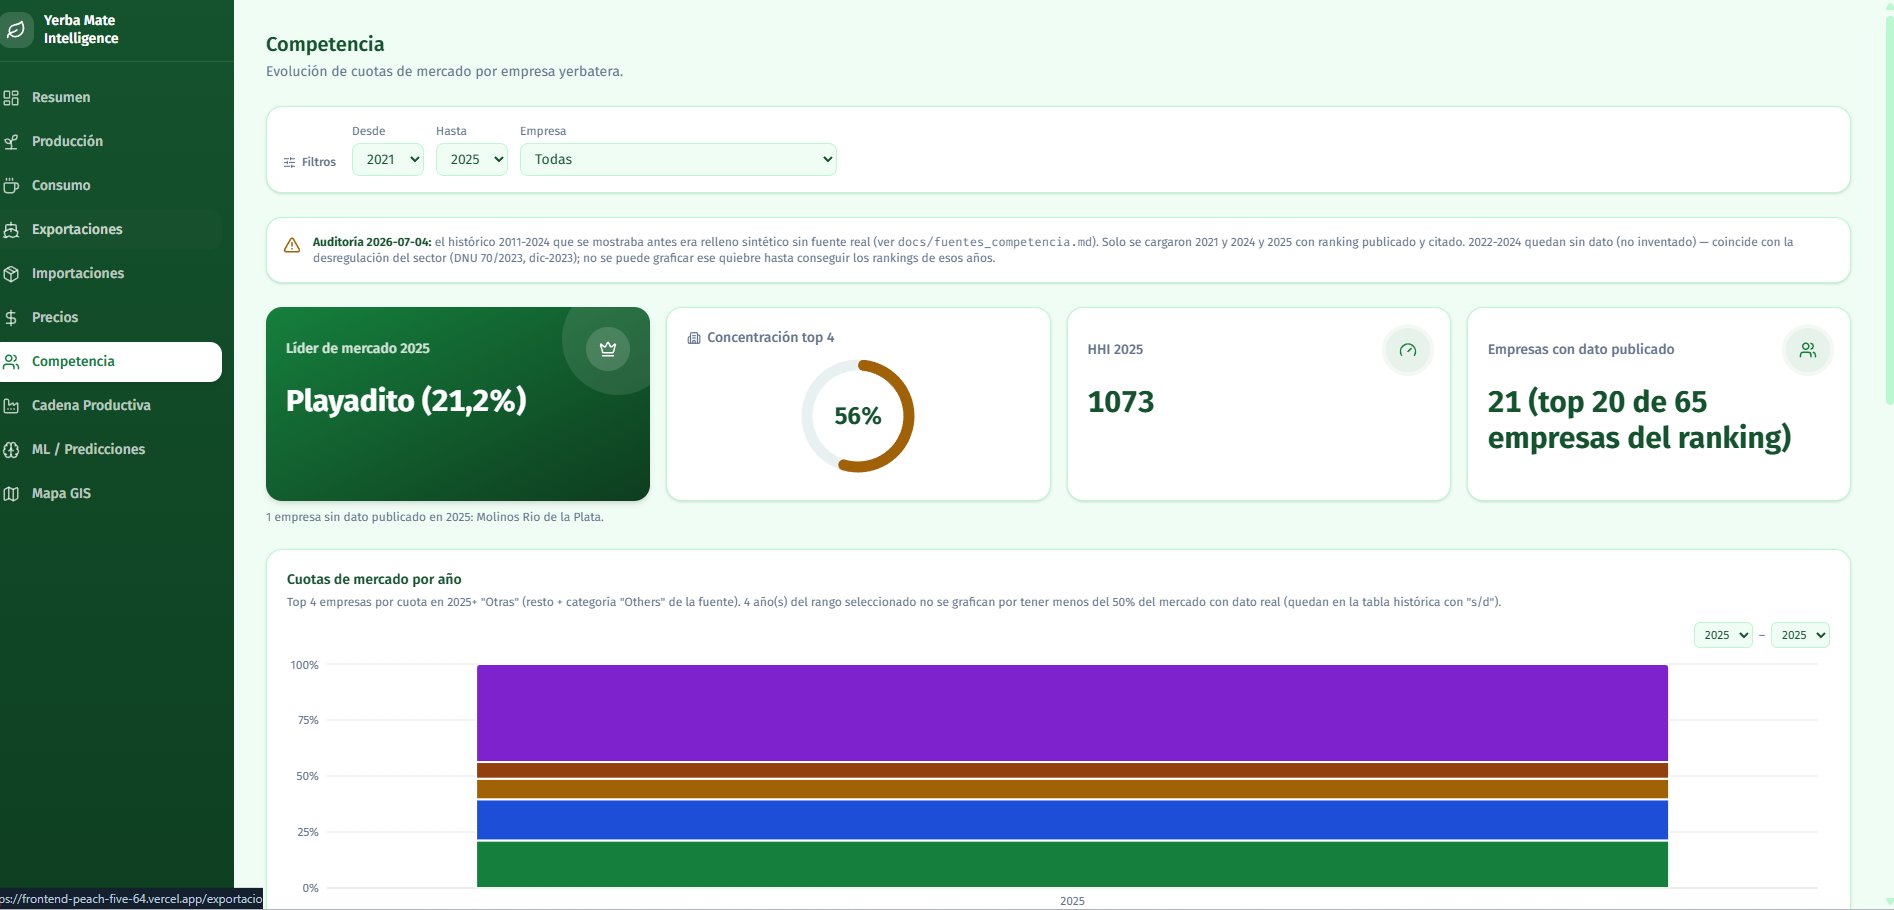 Yerba Mate
Intelligence
Resumen
Producción
Consumo
Exportaciones
Importaciones
Precios
Competencia
Cadena Productiva
ML / Predicciones
Mapa GIS
Competencia
Evolución de cuotas de mercado por empresa yerbatera.
Filtros
Desde
2021
Hasta
2025
Empresa
Todas
Auditoría 2026-07-04: el histórico 2011-2024 que se mostraba antes era relleno sintético sin fuente real (ver docs/fuentes_competencia.md). Solo se cargaron 2021 y 2024 y 2025 con ranking publicado y citado. 2022-2024 quedan sin dato (no inventado) — coincide con la
desregulación del sector (DNU 70/2023, dic-2023); no se puede graficar ese quiebre hasta conseguir los rankings de esos años.
Líder de mercado 2025
Playadito (21,2%)
Concentración top 4
56%
HHI 2025
1073
Empresas con dato publicado
21 (top 20 de 65
empresas del ranking)
1 empresa sin dato publicado en 2025: Molinos Rio de la Plata.
Cuotas de mercado por año
Top 4 empresas por cuota en 2025+ "Otras" (resto + categoría "Others" de la fuente). 4 año(s) del rango seleccionado no se grafican por tener menos del 50% del mercado con dato real (quedan en la tabla histórica con "s/d").
2025 – 2025
100%
75%
50%
25%
0%
2025
ps://frontend-peach-five-64.vercel.app/exportacio